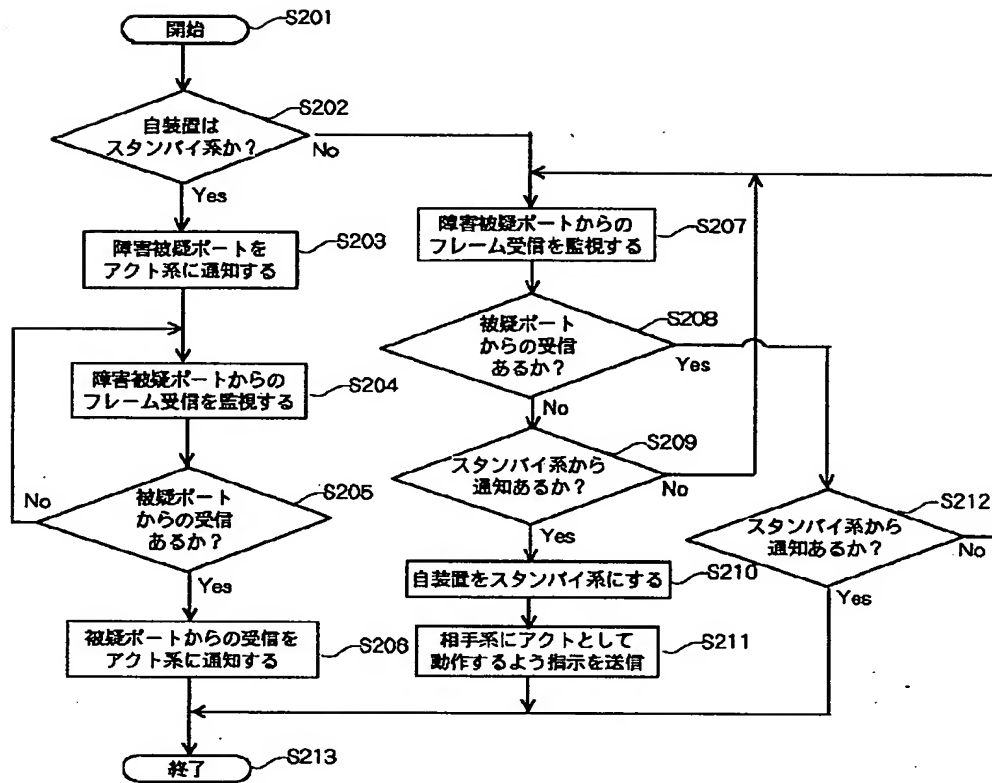 開始
S201
自装置は
スタンバイ系か?
S202
No
Yes
障害被疑ポートを
アクト系に通知する
S203
障害被疑ポートからの
フレーム受信を監視する
S204
被疑ポート
からの受信
あるか?
S205
No
Yes
被疑ポートからの受信を
アクト系に通知する
S206
障害被疑ポートからの
フレーム受信を監視する
S207
被疑ポート
からの受信
あるか?
S208
Yes
No
スタンバイ系から
通知あるか?
S209
No
Yes
自装置をスタンバイ系にする
S210
相手系にアクトとして
動作するよう指示を送信
S211
スタンバイ系から
通知あるか?
S212
No
Yes
終了
S213